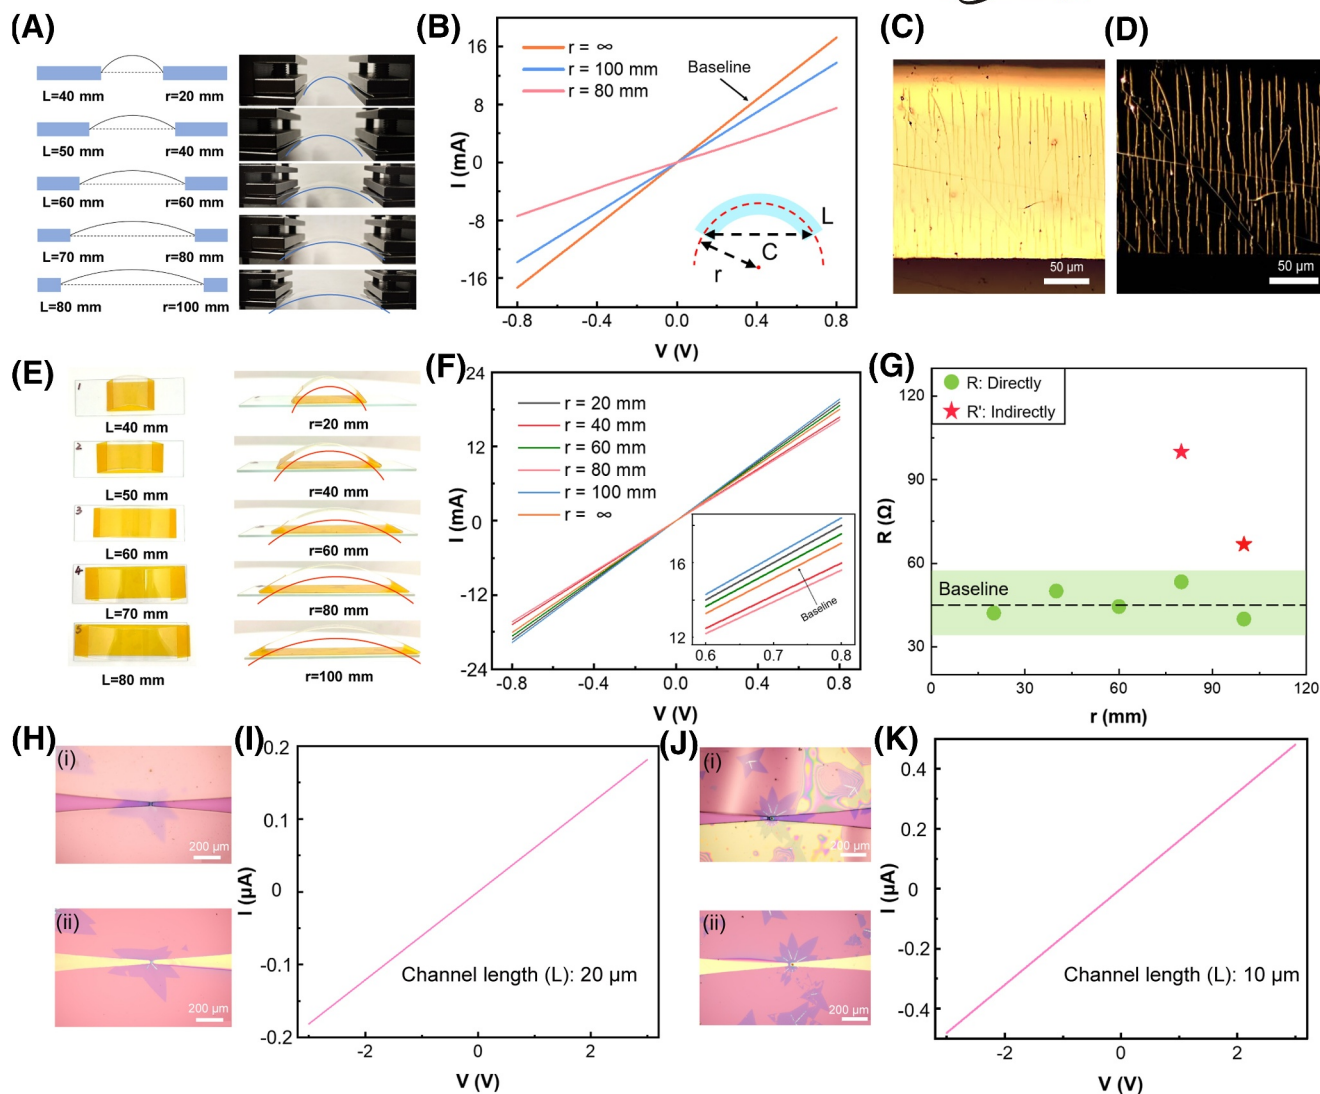 (A)
L=40 mm r=20 mm
L=50 mm r=40 mm
L=60 mm r=60 mm
L=70 mm r=80 mm
L=80 mm r=100 mm
(B)
I (mA)
16
8
0
-8
-16
r = ∞
r = 100 mm
r = 80 mm
Baseline
L
C
r
-0.8 -0.4 0.0 0.4 0.8
V (V)
(C)
50 μm
(D)
50 μm
(E)
1
L=40 mm
2
L=50 mm
3
L=60 mm
4
L=70 mm
5
L=80 mm
r=20 mm
r=40 mm
r=60 mm
r=80 mm
r=100 mm
(F)
I (mA)
24
12
0
-12
-24
r = 20 mm
r = 40 mm
r = 60 mm
r = 80 mm
r = 100 mm
r = ∞
16
12
Baseline
0.6 0.7 0.8
-0.8 -0.4 0.0 0.4 0.8
V (V)
(G)
R (Ω)
120
90
60
30
R: Directly
R': Indirectly
Baseline
0 30 60 90 120
r (mm)
(H)
(i)
200 μm
(ii)
200 μm
(I)
I (μA)
0.2
0.1
0
-0.1
-0.2
Channel length (L): 20 μm
-2 0 2
V (V)
(J)
(i)
200 μm
(ii)
200 μm
(K)
I (μA)
0.4
0.2
0
-0.2
-0.4
Channel length (L): 10 μm
-2 0 2
V (V)